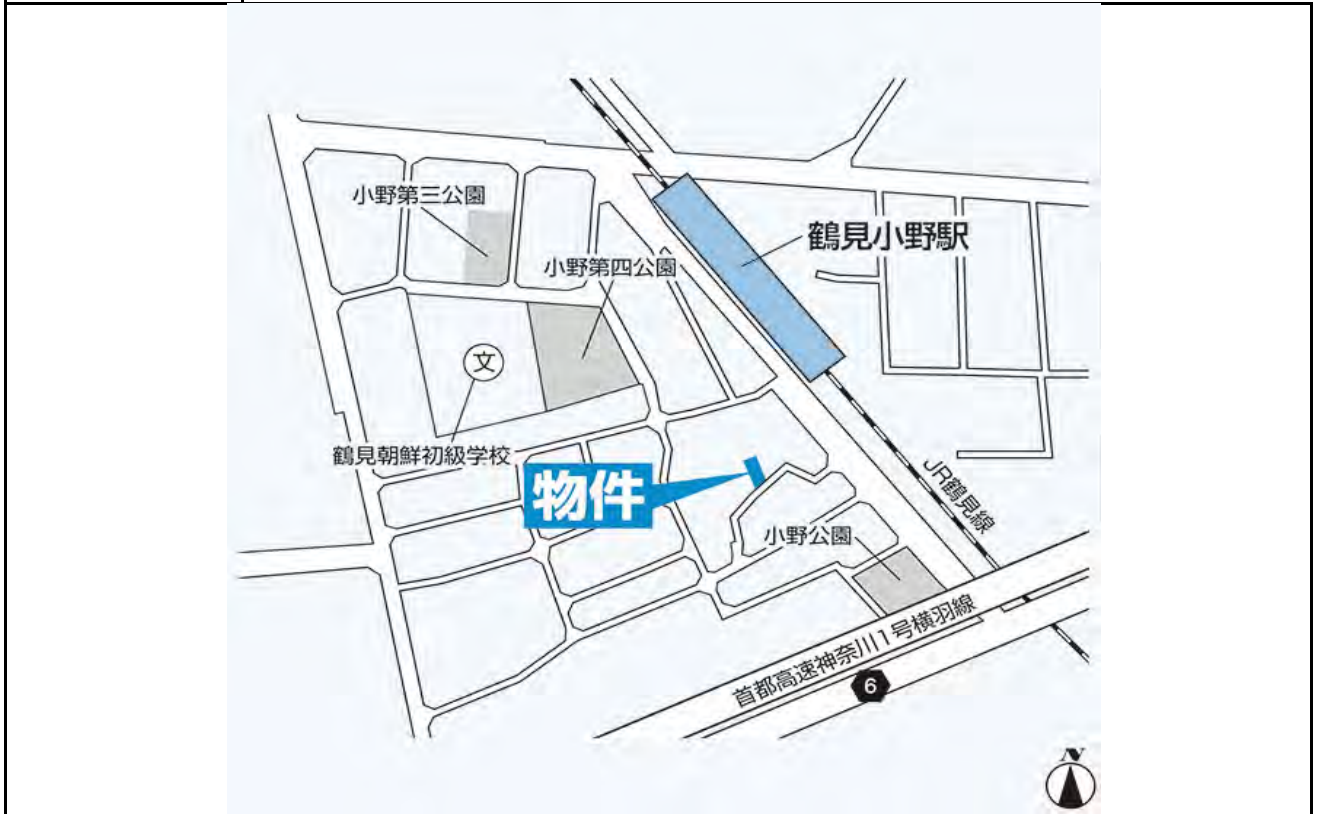 小野第三公園
鶴見小野駅
小野第四公園
文
鶴見朝鮮初級学校
物件
JR鶴見線
小野公園
首都高速神奈川1号横羽線
6
N